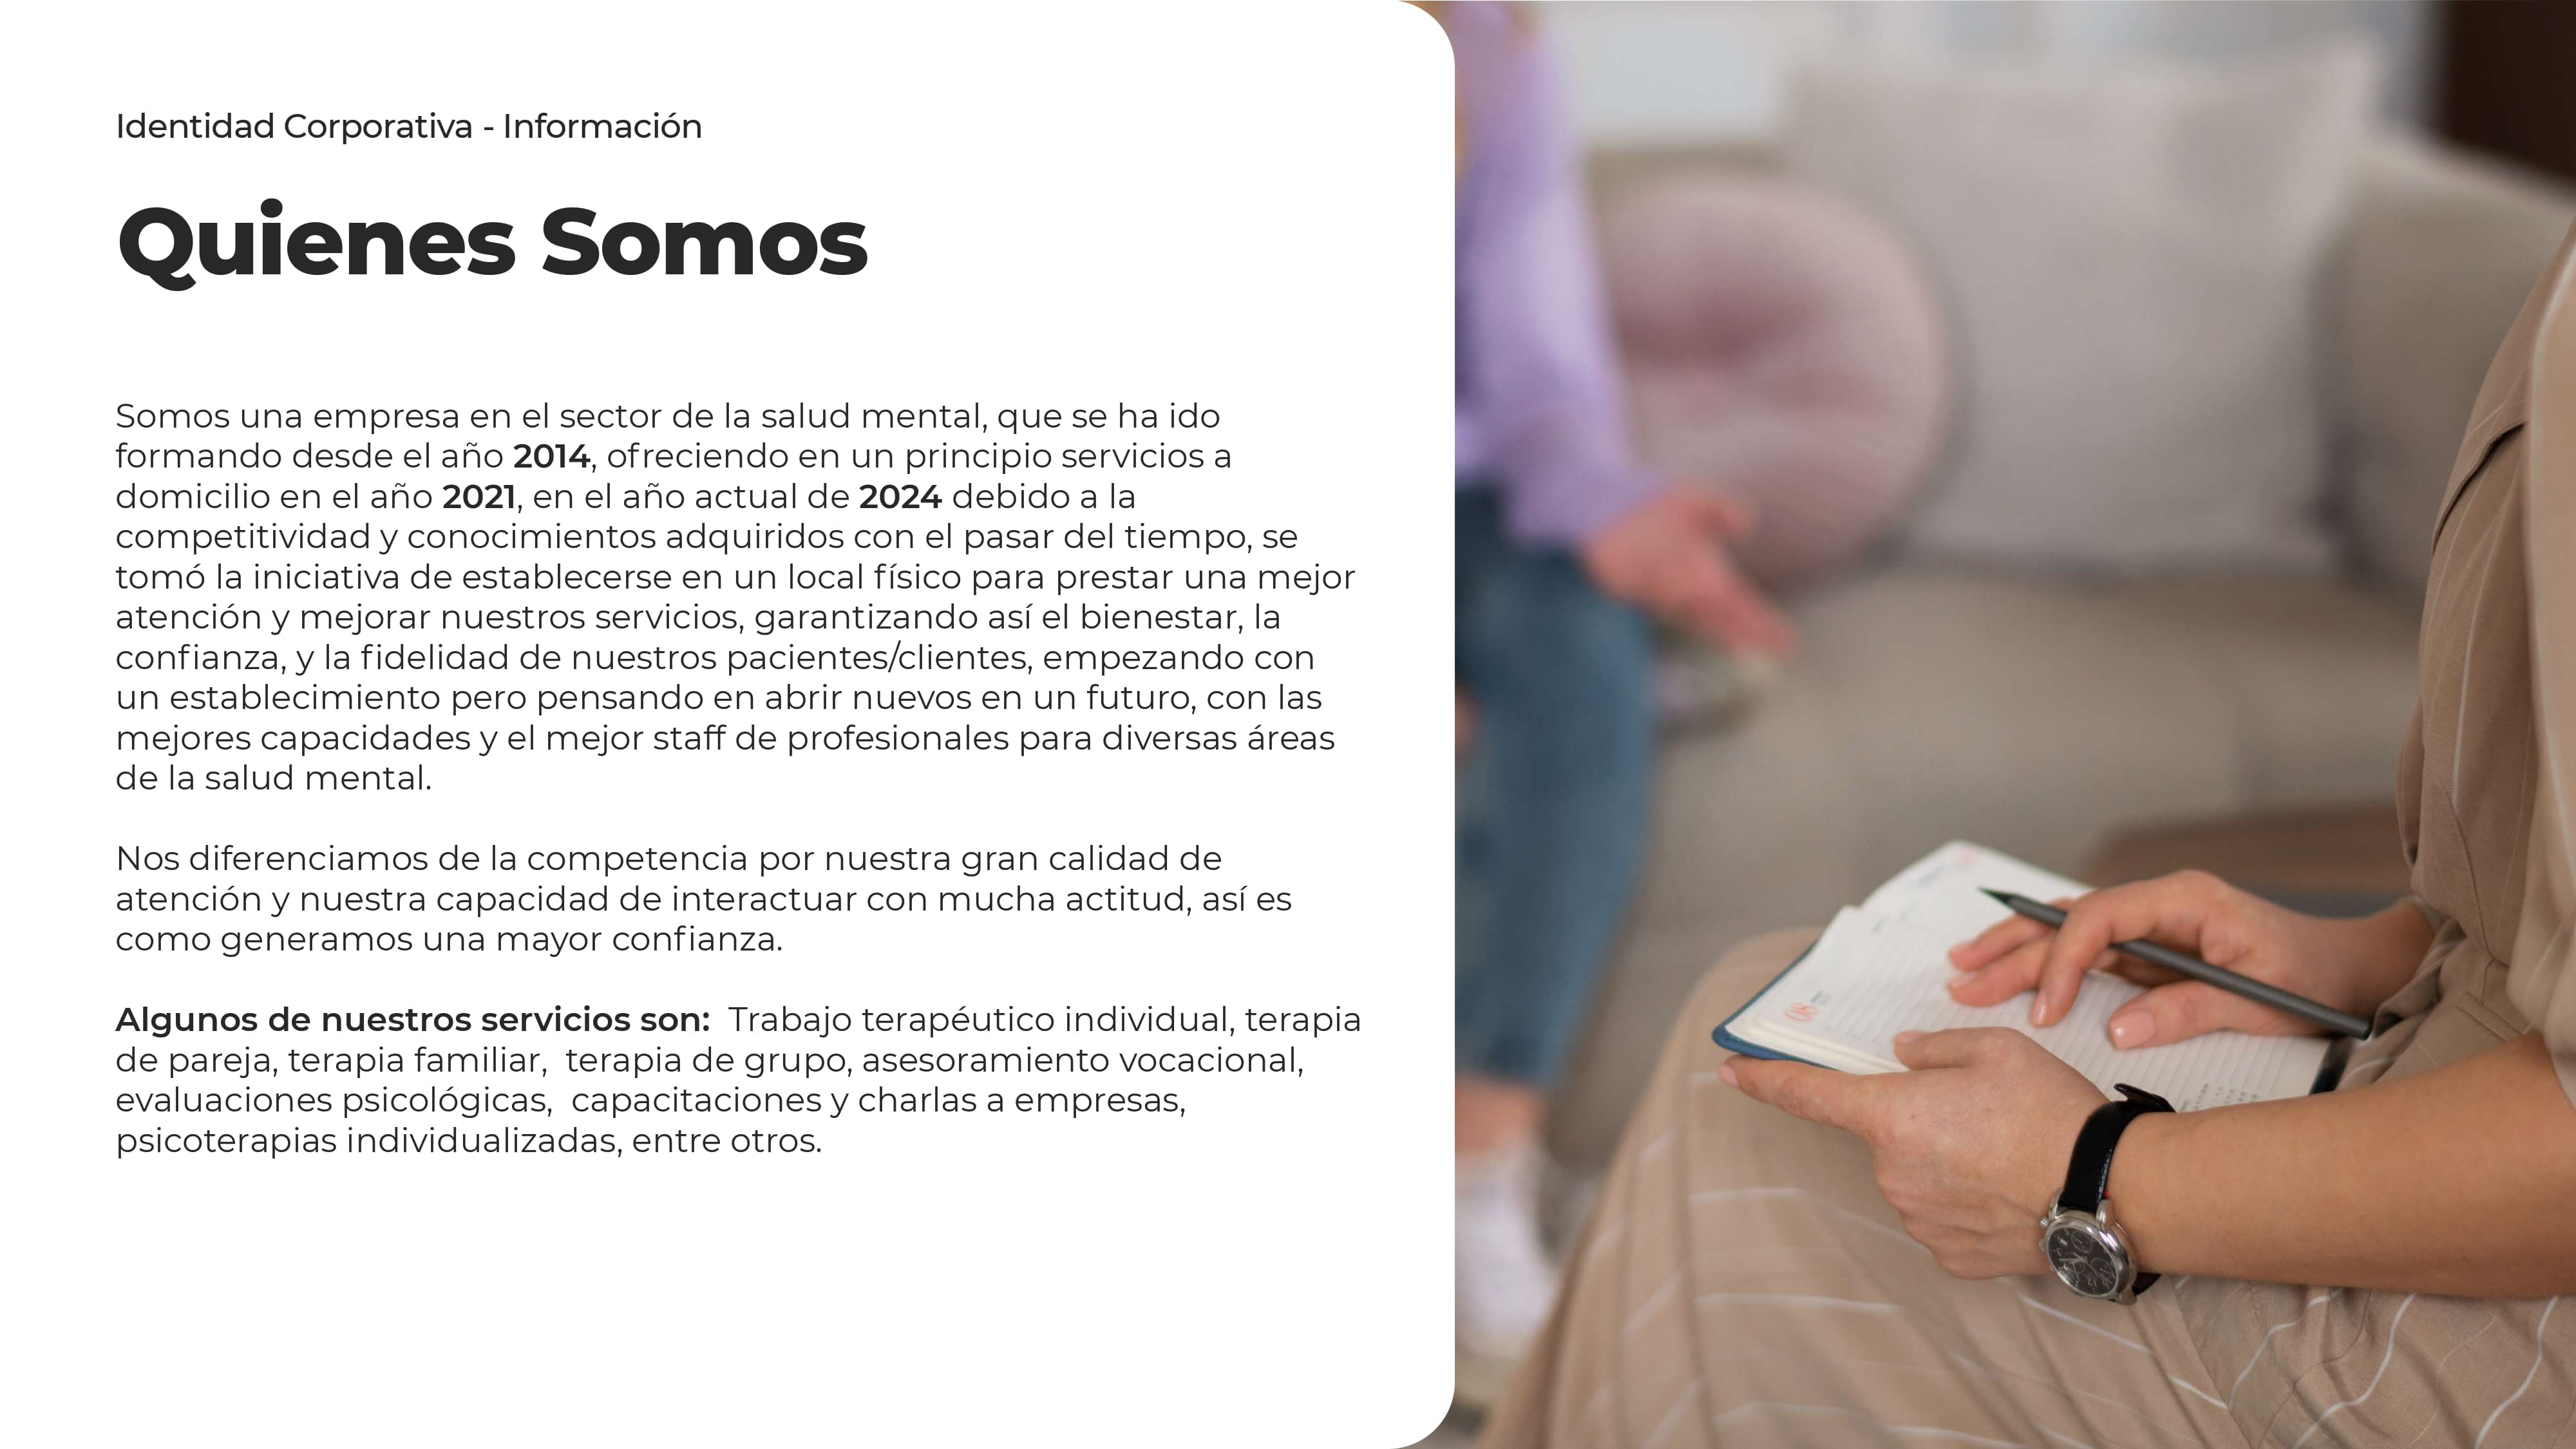 Identidad Corporativa - Información
Quienes Somos
Somos una empresa en el sector de la salud mental, que se ha ido
formando desde el año 2014, ofreciendo en un principio servicios a
domicilio en el año 2021, en el año actual de 2024 debido a la
competitividad y conocimientos adquiridos con el pasar del tiempo, se
tomó la iniciativa de establecerse en un local físico para prestar una mejor
atención y mejorar nuestros servicios, garantizando así el bienestar, la
confianza, y la fidelidad de nuestros pacientes/clientes, empezando con
un establecimiento pero pensando en abrir nuevos en un futuro, con las
mejores capacidades y el mejor staff de profesionales para diversas áreas
de la salud mental.
Nos diferenciamos de la competencia por nuestra gran calidad de
atención y nuestra capacidad de interactuar con mucha actitud, así es
como generamos una mayor confianza.
Algunos de nuestros servicios son:  Trabajo terapéutico individual, terapia
de pareja, terapia familiar,  terapia de grupo, asesoramiento vocacional,
evaluaciones psicológicas,  capacitaciones y charlas a empresas,
psicoterapias individualizadas, entre otros.